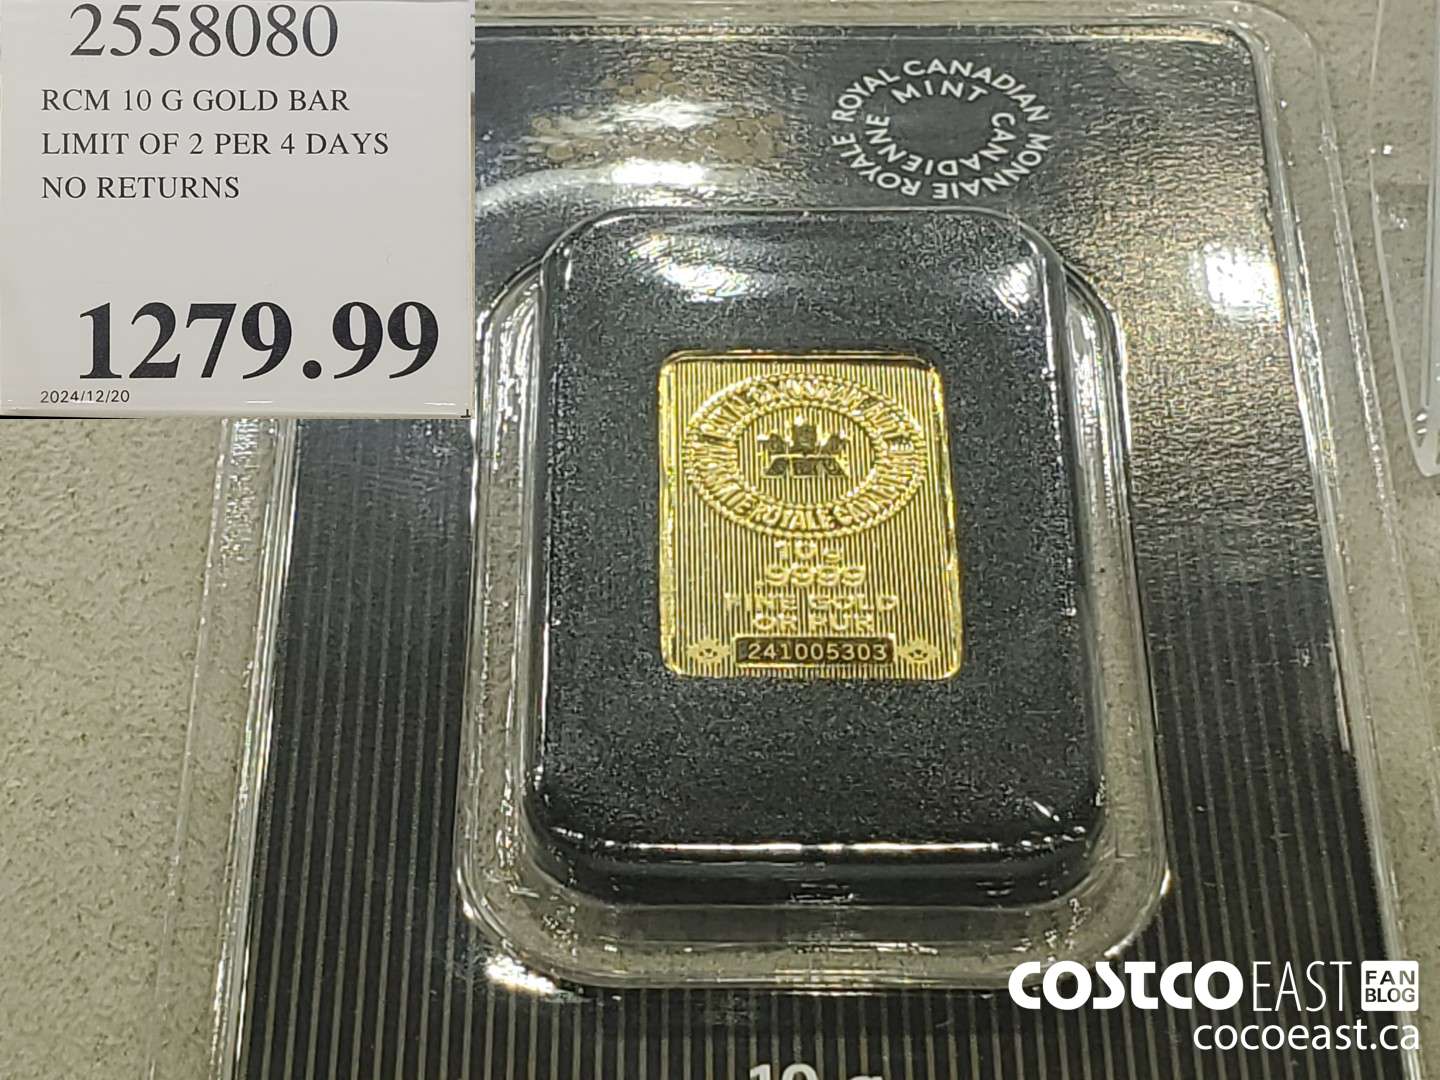 2558080
RCM 10 G GOLD BAR
LIMIT OF 2 PER 4 DAYS
NO RETURNS
1279.99
2024/12/20
ROYAL CANADIAN MINT
MONNAIE ROYALE CANADIENNE
10g
.9999
FINE GOLD
OR PUR
241005303
10 g
COSTCO EAST FAN
BLOG
cocoeast.ca